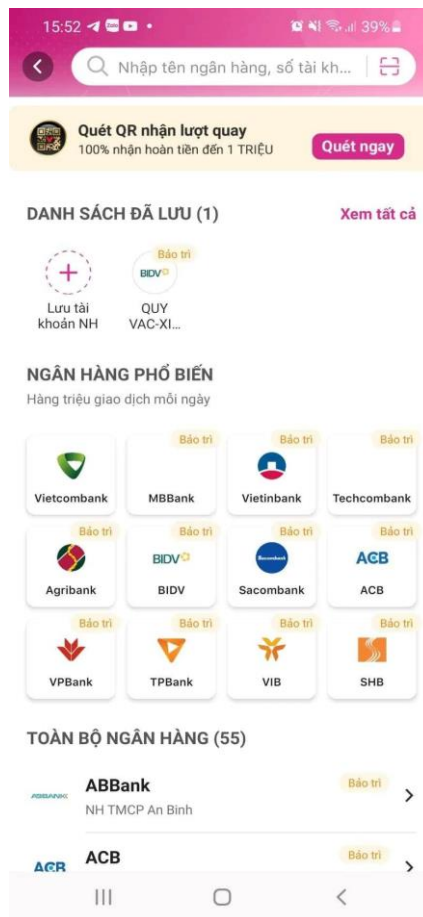 15:52
39%
Nhập tên ngân hàng, số tài kh...
Quét QR nhận lượt quay
100% nhận hoàn tiền đến 1 TRIỆU
Quét ngay
DANH SÁCH ĐÃ LƯU (1)
Xem tất cả
Lưu tài
khoản NH
Bảo trì
BIDV
QUY
VAC-XI...
NGÂN HÀNG PHỔ BIẾN
Hàng triệu giao dịch mỗi ngày
Vietcombank
Bảo trì
MBBank
Bảo trì
Vietinbank
Bảo trì
Techcombank
Bảo trì
Agribank
Bảo trì
BIDV
BIDV
Bảo trì
Sacombank
Sacombank
Bảo trì
ACB
ACB
Bảo trì
VPBank
Bảo trì
TPBank
Bảo trì
VIB
Bảo trì
SHB
TOÀN BỘ NGÂN HÀNG (55)
ABBANK
ABBank
Bảo trì
NH TMCP An Bình
ACB
ACB
Bảo trì